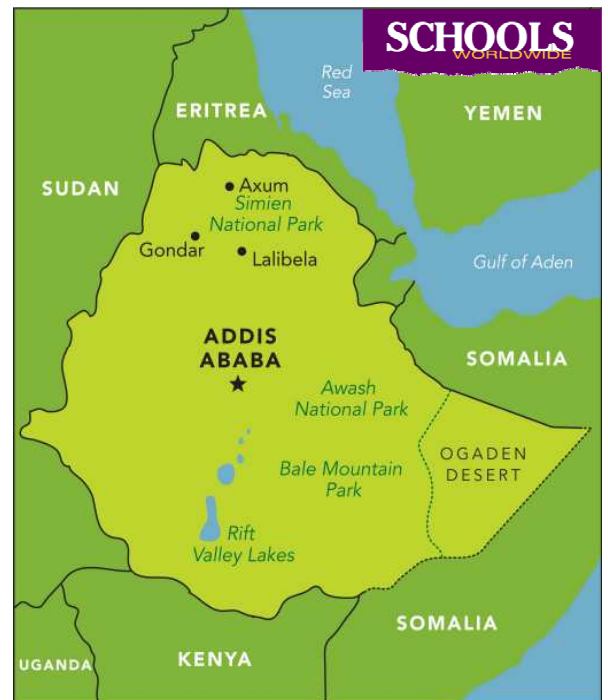 SCHOOLS
WORLDWIDE
Red
Sea
ERITREA
YEMEN
SUDAN
Axum
Simien
National Park
Gondar
Lalibela
Gulf of Aden
ADDIS
ABABA
SOMALIA
Awash
National Park
OGADEN
DESERT
Bale Mountain
Park
Rift
Valley Lakes
SOMALIA
UGANDA
KENYA